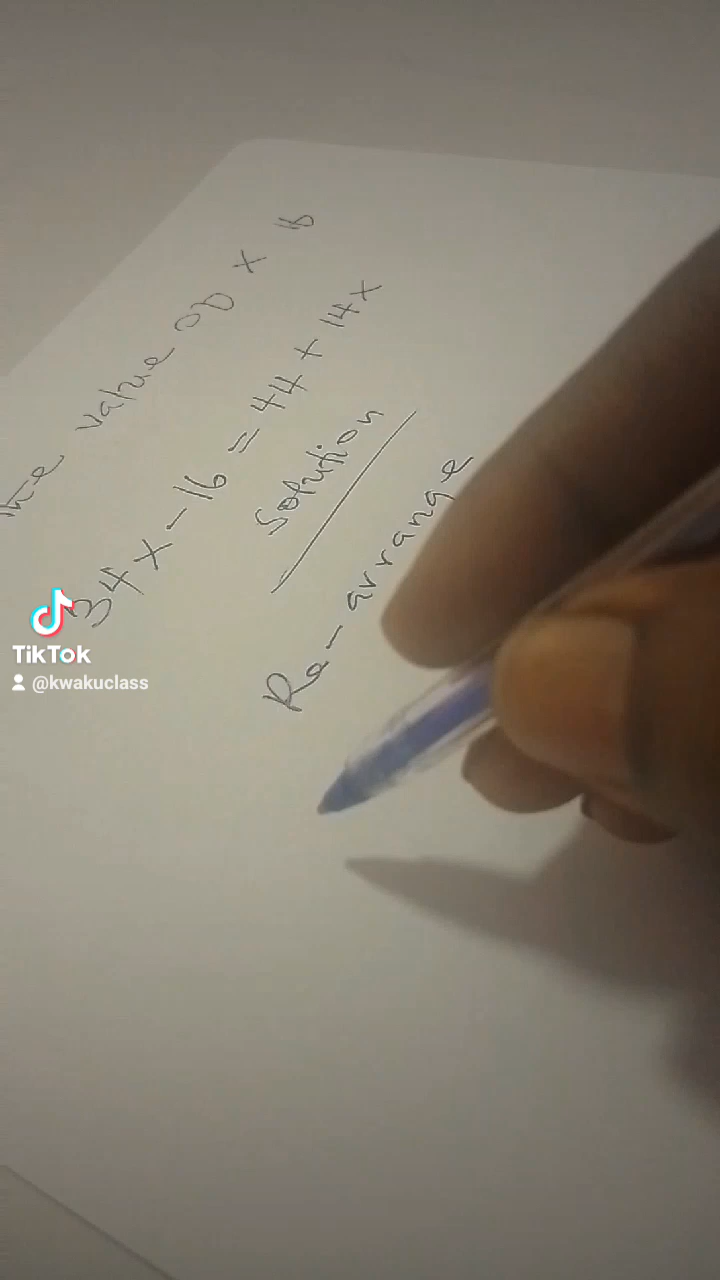 the value of x if
34x - 16 = 44 + 14x
Solution
Re-arrange
TikTok
@kwakuclass